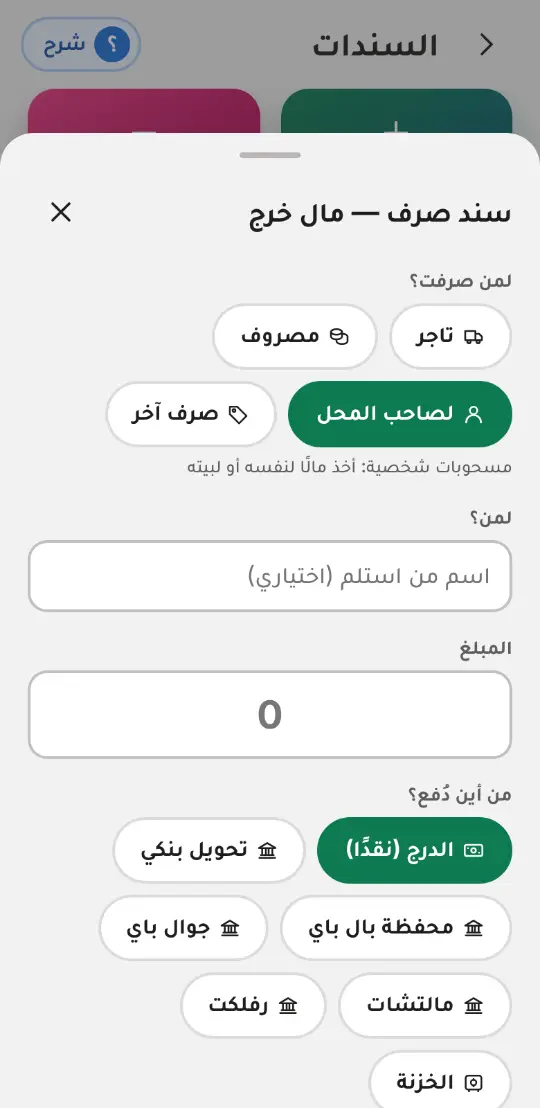 السندات
؟ شرح
سند صرف — مال خرج
لمن صرفت؟
تاجر
مصروف
لصاحب المحل
صرف آخر
مسحوبات شخصية: أخذ مالًا لنفسه أو لبيته
لمن؟
اسم من استلم (اختياري)
المبلغ
0
من أين دُفع؟
الدرج (نقدًا)
تحويل بنكي
محفظة بال باي
جوال باي
مالتشات
رفلكت
الخزنة